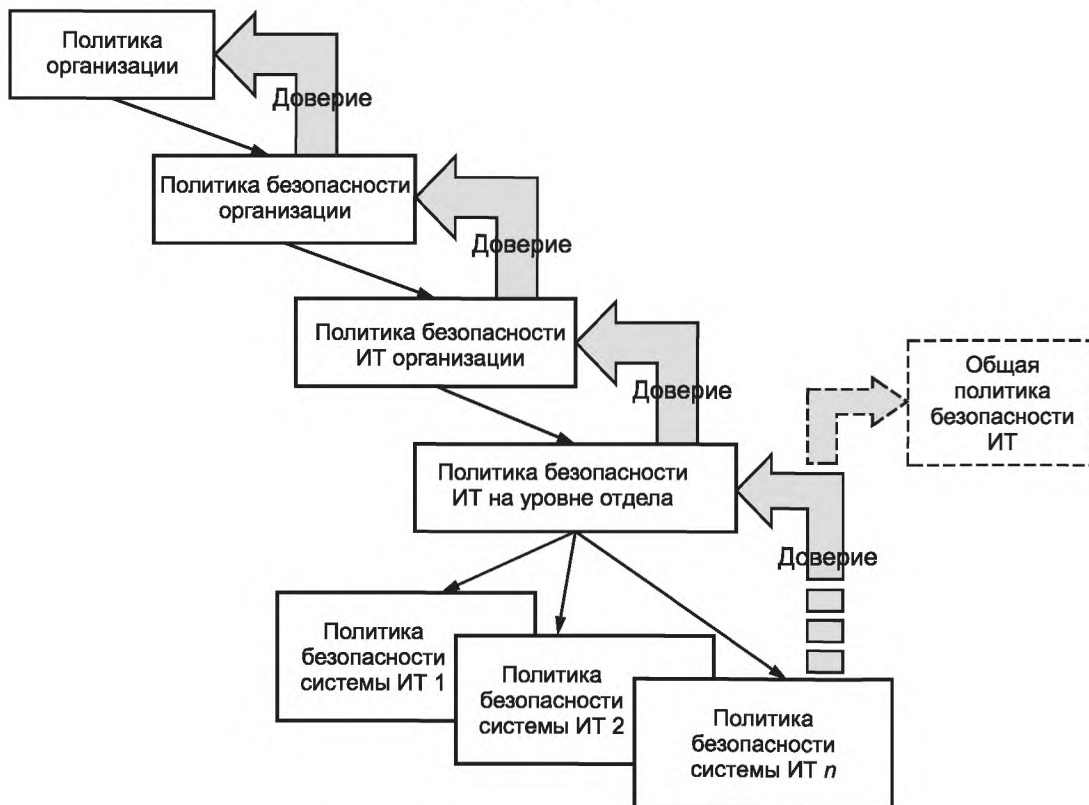 Политика
организации
Доверие
Политика безопасности
организации
Доверие
Политика безопасности
ИТ организации
Доверие
Общая
политика
безопасности
ИТ
Политика безопасности
ИТ на уровне отдела
Доверие
Политика
безопасности
системы ИТ 1
Политика
безопасности
системы ИТ 2
Политика
безопасности
системы ИТ n